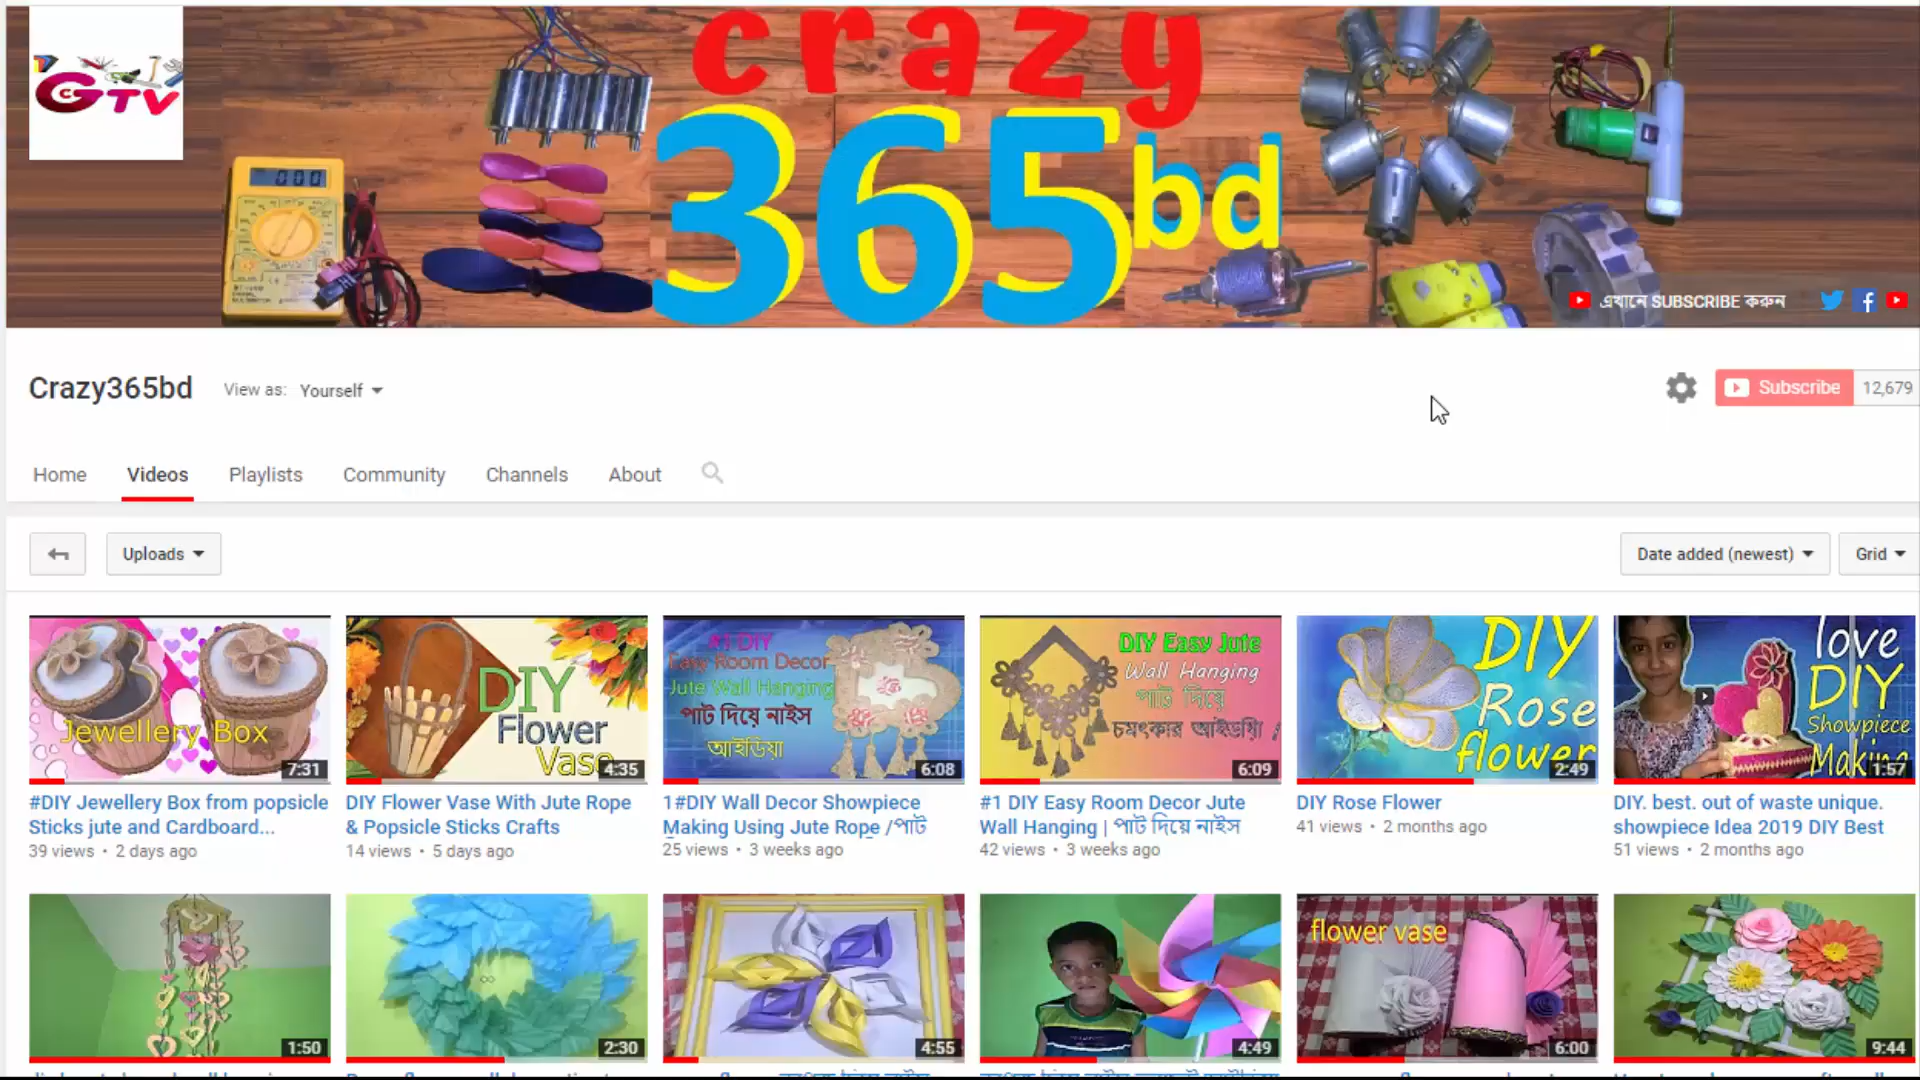 crazy
GTV
000
365bd
এখানে SUBSCRIBE করুন
Crazy365bd
View as: Yourself
Subscribe 12,679
Home Videos Playlists Community Channels About
Uploads
Date added (newest) Grid
Jewellery Box
7:31
DIY
Flower
Vase
4:35
#1 DIY
Easy Room Decor
Jute Wall Hanging
পাট দিয়ে নাইস
আইডিয়া
6:08
DIY Easy Jute
Wall Hanging
পাট দিয়ে
চমৎকার
6:09
DIY
Rose
flower
2:49
love
DIY
Showpiece
Making
1:57
#DIY Jewellery Box from popsicle
Sticks jute and Cardboard...
39 views • 2 days ago
DIY Flower Vase With Jute Rope
& Popsicle Sticks Crafts
14 views • 5 days ago
1#DIY Wall Decor Showpiece
Making Using Jute Rope /পাট
25 views • 3 weeks ago
#1 DIY Easy Room Decor Jute
Wall Hanging | পাট দিয়ে নাইস
42 views • 3 weeks ago
DIY Rose Flower
41 views • 2 months ago
DIY. best. out of waste unique.
showpiece Idea 2019 DIY Best
51 views • 2 months ago
1:50
2:30
4:55
4:49
flower vase
6:00
9:44